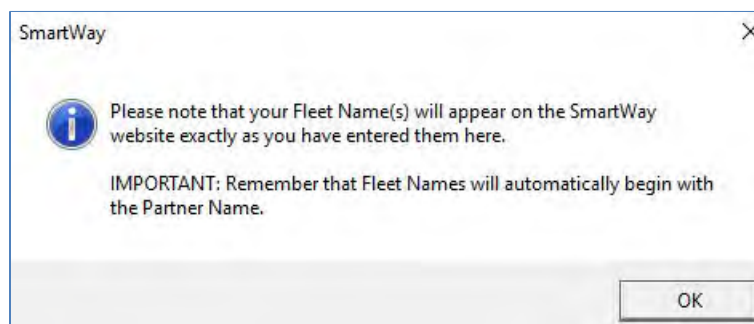 SmartWay
Please note that your Fleet Name(s) will appear on the SmartWay
website exactly as you have entered them here.
IMPORTANT: Remember that Fleet Names will automatically begin with
the Partner Name.
OK